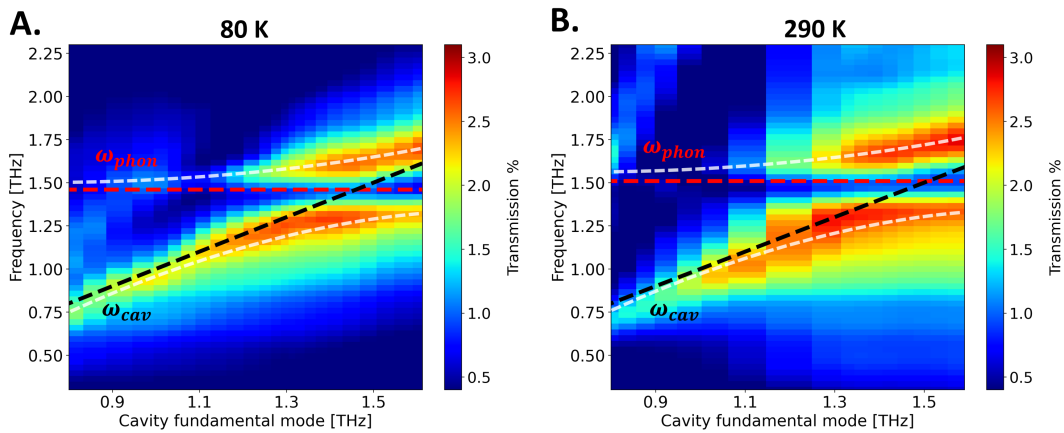 A.
80 K
Frequency [THz]
2.25
2.00
1.75
1.50
1.25
1.00
0.75
0.50
ω_phon
ω_cav
0.9
1.1
1.3
1.5
Cavity fundamental mode [THz]
3.0
2.5
2.0
1.5
1.0
0.5
Transmission %
B.
290 K
Frequency [THz]
2.25
2.00
1.75
1.50
1.25
1.00
0.75
0.50
ω_phon
ω_cav
0.9
1.1
1.3
1.5
Cavity fundamental mode [THz]
3.0
2.5
2.0
1.5
1.0
0.5
Transmission %